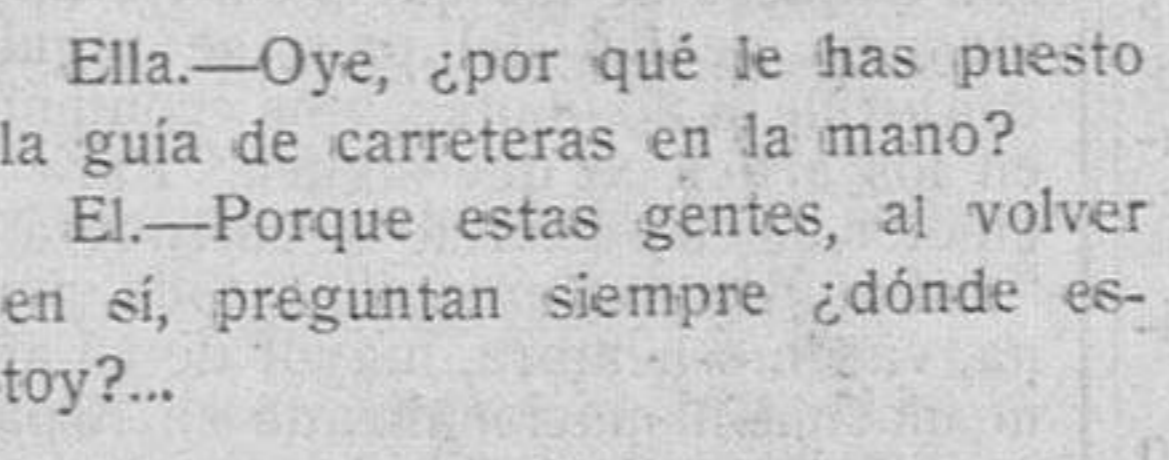 Ella.—Oye, ¿por qué le has puesto
la guía de carreteras en la mano?
El.—Porque estas gentes, al volver
en sí, preguntan siempre ¿dónde es-
toy?...